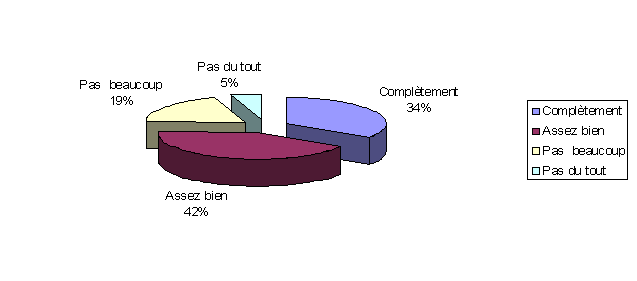 Pas du tout
5%
Pas beaucoup
19%
Complètement
34%
Assez bien
42%
Complètement
Assez bien
Pas beaucoup
Pas du tout